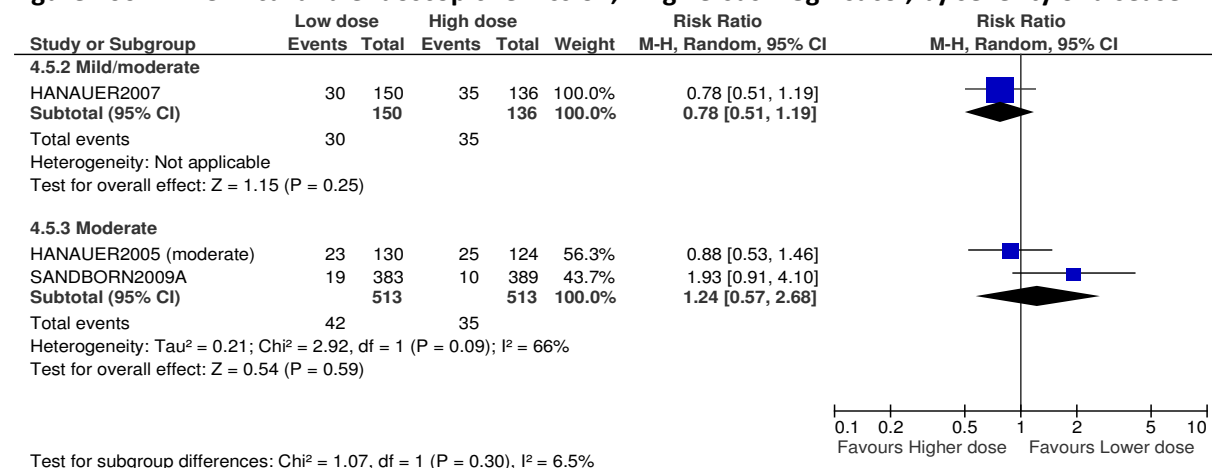 Low dose High dose Risk Ratio Risk Ratio
Study or Subgroup Events Total Events Total Weight M-H, Random, 95% CI M-H, Random, 95% CI
4.5.2 Mild/moderate
HANAUER2007 30 150 35 136 100.0% 0.78 [0.51, 1.19]
Subtotal (95% CI) 150 136 100.0% 0.78 [0.51, 1.19]
Total events 30 35
Heterogeneity: Not applicable
Test for overall effect: Z = 1.15 (P = 0.25)
4.5.3 Moderate
HANAUER2005 (moderate) 23 130 25 124 56.3% 0.88 [0.53, 1.46]
SANDBORN2009A 19 383 10 389 43.7% 1.93 [0.91, 4.10]
Subtotal (95% CI) 513 513 100.0% 1.24 [0.57, 2.68]
Total events 42 35
Heterogeneity: Tau² = 0.21; Chi² = 2.92, df = 1 (P = 0.09); I² = 66%
Test for overall effect: Z = 0.54 (P = 0.59)
0.1 0.2 0.5 1 2 5 10
Favours Higher dose Favours Lower dose
Test for subgroup differences: Chi² = 1.07, df = 1 (P = 0.30), I² = 6.5%